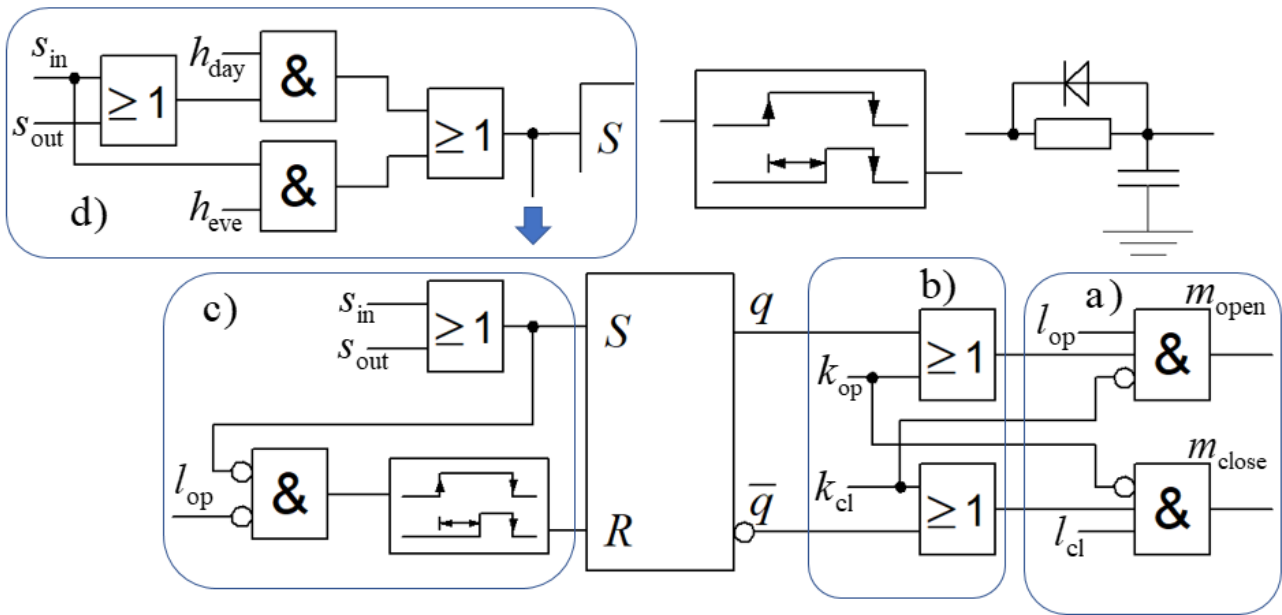 s_in
s_out
≥ 1
h_day
&
h_eve
&
≥ 1
S
d)
c)
s_in
s_out
≥ 1
S
l_op
&
R
q
q̅
b)
k_op
≥ 1
k_cl
≥ 1
a)
m_open
l_op
&
m_close
l_cl
&